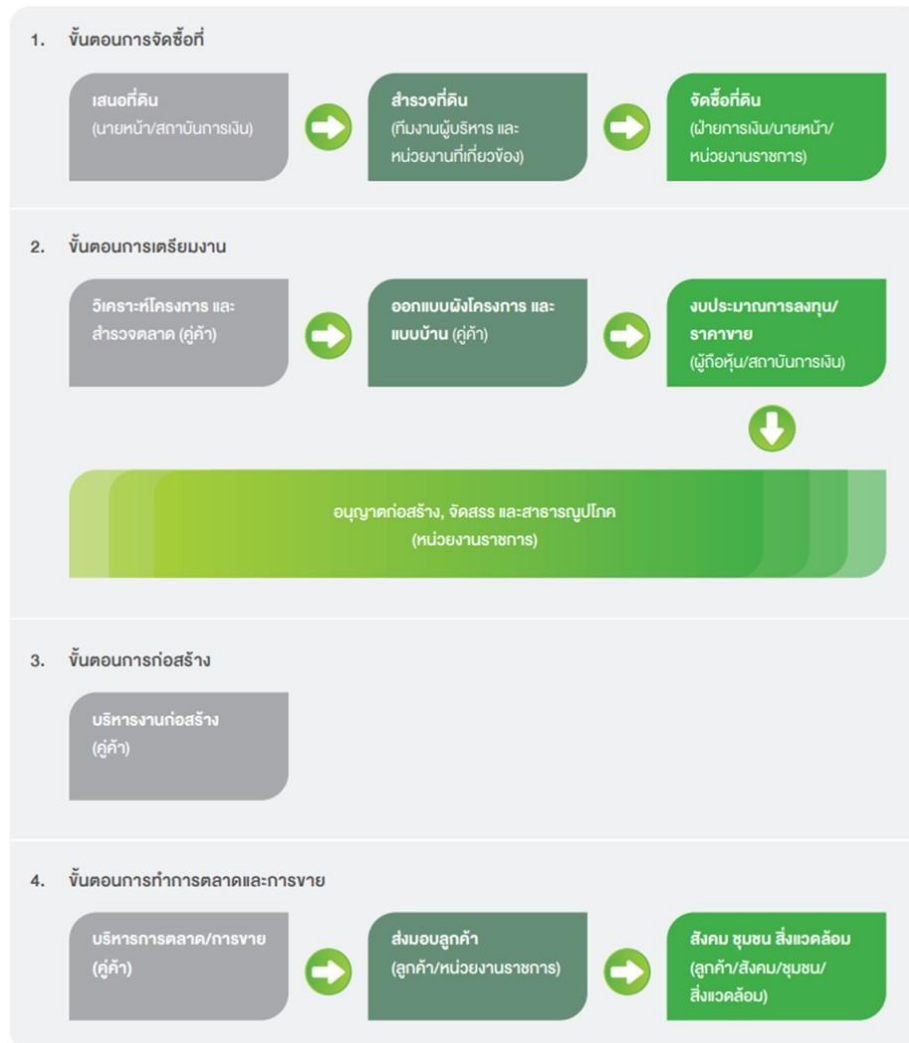 1. ขั้นตอนการจัดซื้อที่
เสนอที่ดิน
(นายหน้า/สถาบันการเงิน)
สำรวจที่ดิน
(ทีมงานผู้บริหาร และ
หน่วยงานที่เกี่ยวข้อง)
จัดซื้อที่ดิน
(ฝ่ายการเงิน/นายหน้า/
หน่วยงานราชการ)
2. ขั้นตอนการเตรียมงาน
วิเคราะห์โครงการ และ
สำรวจตลาด (คู่ค้า)
ออกแบบผังโครงการ และ
แบบบ้าน (คู่ค้า)
งบประมาณการลงทุน/
ราคาขาย
(ผู้ถือหุ้น/สถาบันการเงิน)
อนุญาตก่อสร้าง, จัดสรร และสาธารณูปโภค
(หน่วยงานราชการ)
3. ขั้นตอนการก่อสร้าง
บริหารงานก่อสร้าง
(คู่ค้า)
4. ขั้นตอนการทำการตลาดและการขาย
บริหารการตลาด/การขาย
(คู่ค้า)
ส่งมอบลูกค้า
(ลูกค้า/หน่วยงานราชการ)
สังคม ชุมชน สิ่งแวดล้อม
(ลูกค้า/สังคม/ชุมชน/
สิ่งแวดล้อม)